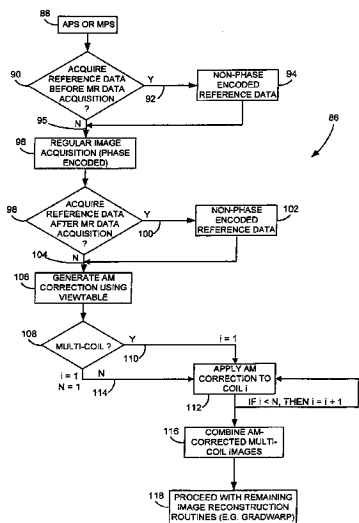 88
APS OR MPS
90
ACQUIRE
REFERENCE DATA
BEFORE MR DATA
ACQUISITION
?
Y
92
94
NON-PHASE
ENCODED
REFERENCE DATA
N
95
96
REGULAR IMAGE
ACQUISITION (PHASE
ENCODED)
86
98
ACQUIRE
REFERENCE DATA
AFTER MR DATA
ACQUISITION
?
Y
100
102
NON-PHASE
ENCODED
REFERENCE DATA
N
104
106
GENERATE AM
CORRECTION USING
VIEWTABLE
108
MULTI-COIL ?
Y
110
i = 1
N
i = 1
N = 1
114
APPLY AM
CORRECTION TO
COIL i
112
IF i < N, THEN i = i + 1
116
COMBINE AM-
CORRECTED MULTI-
COIL IMAGES
118
PROCEED WITH REMAINING
IMAGE RECONSTRUCTION
ROUTINES (E.G. GRADWARP)